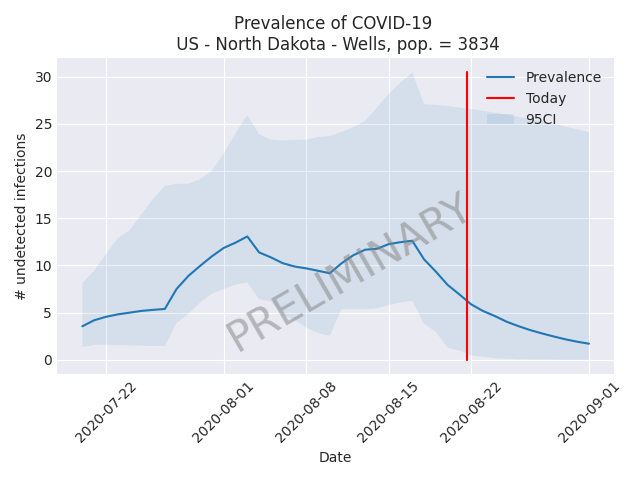 Prevalence of COVID-19
US - North Dakota - Wells, pop. = 3834
Prevalence
Today
95CI
PRELIMINARY
# undetected infections
30
25
20
15
10
5
0
2020-07-22
2020-08-01
2020-08-08
2020-08-15
2020-08-22
2020-09-01
Date